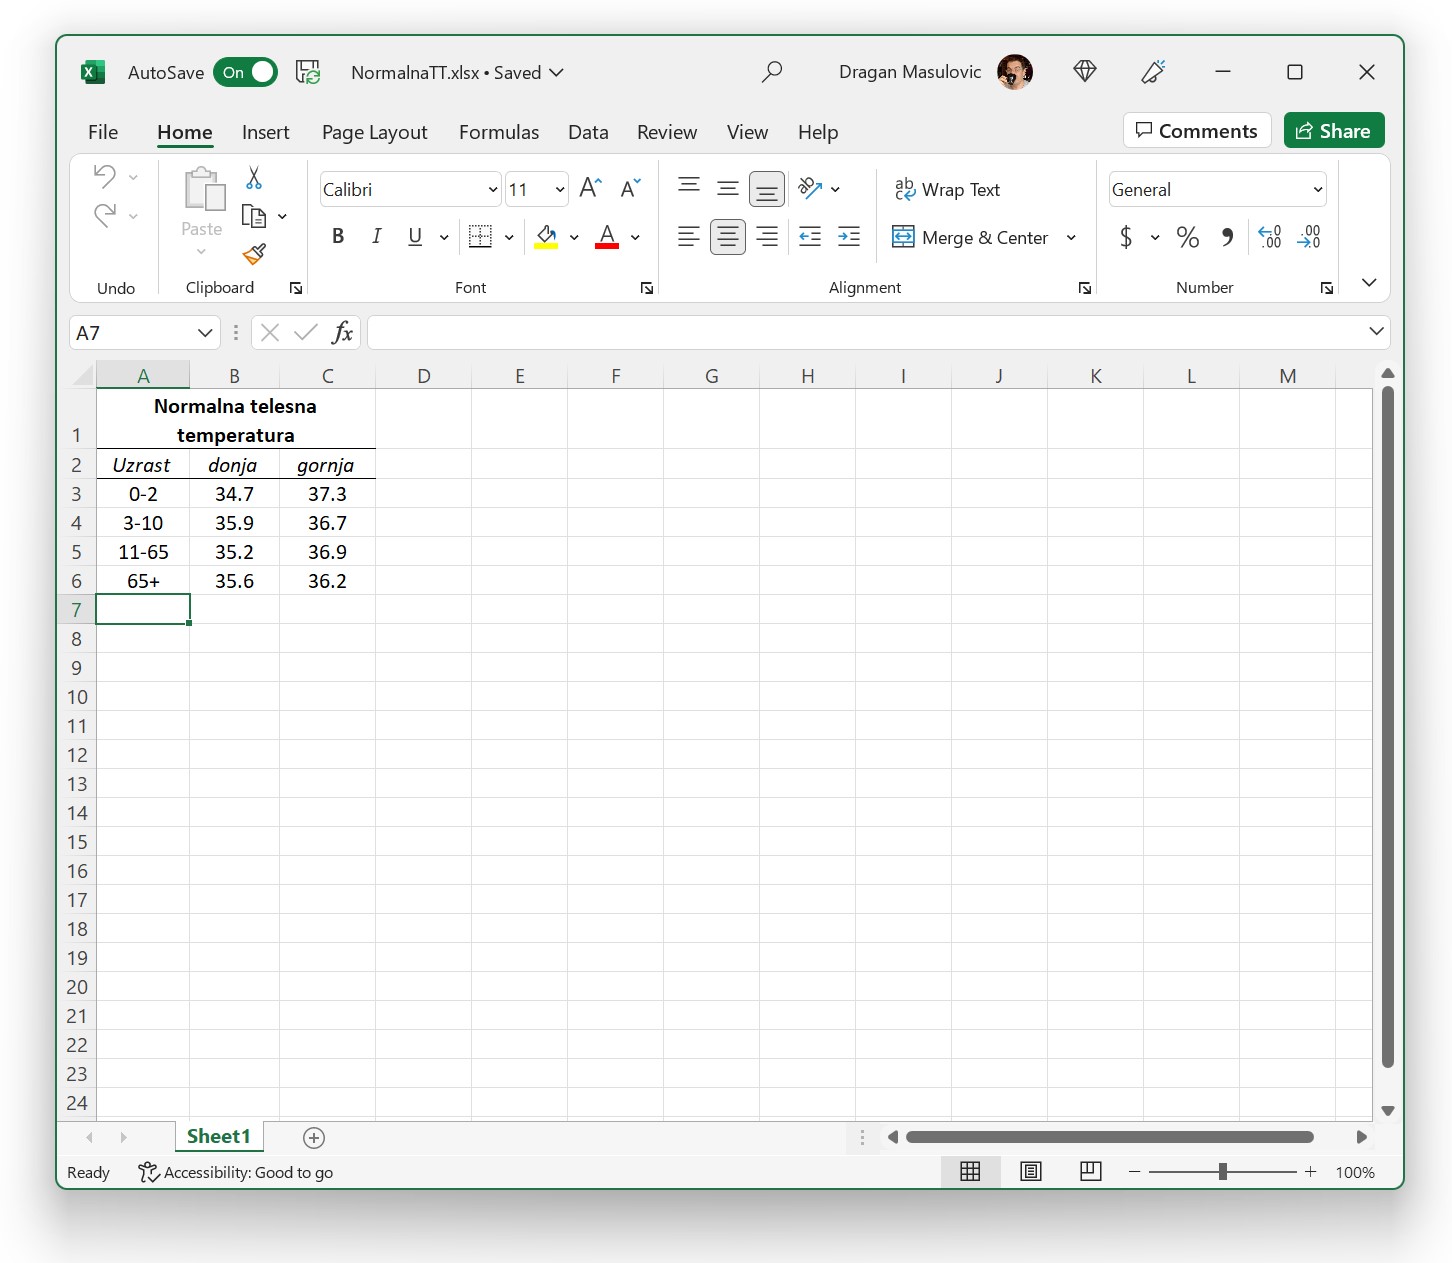 AutoSave On NormalnaTT.xlsx • Saved Dragan Masulovic
File Home Insert Page Layout Formulas Data Review View Help Comments Share
Paste
Calibri 11 A A ab Wrap Text General
B I U A Merge & Center $ % 9 .00 .00
Undo Clipboard Font Alignment Number
A7 fx
A B C D E F G H I J K L M
Normalna telesna
1 temperatura
2 Uzrast donja gornja
3 0-2 34.7 37.3
4 3-10 35.9 36.7
5 11-65 35.2 36.9
6 65+ 35.6 36.2
7
8
9
10
11
12
13
14
15
16
17
18
19
20
21
22
23
24
Sheet1
Ready Accessibility: Good to go 100%